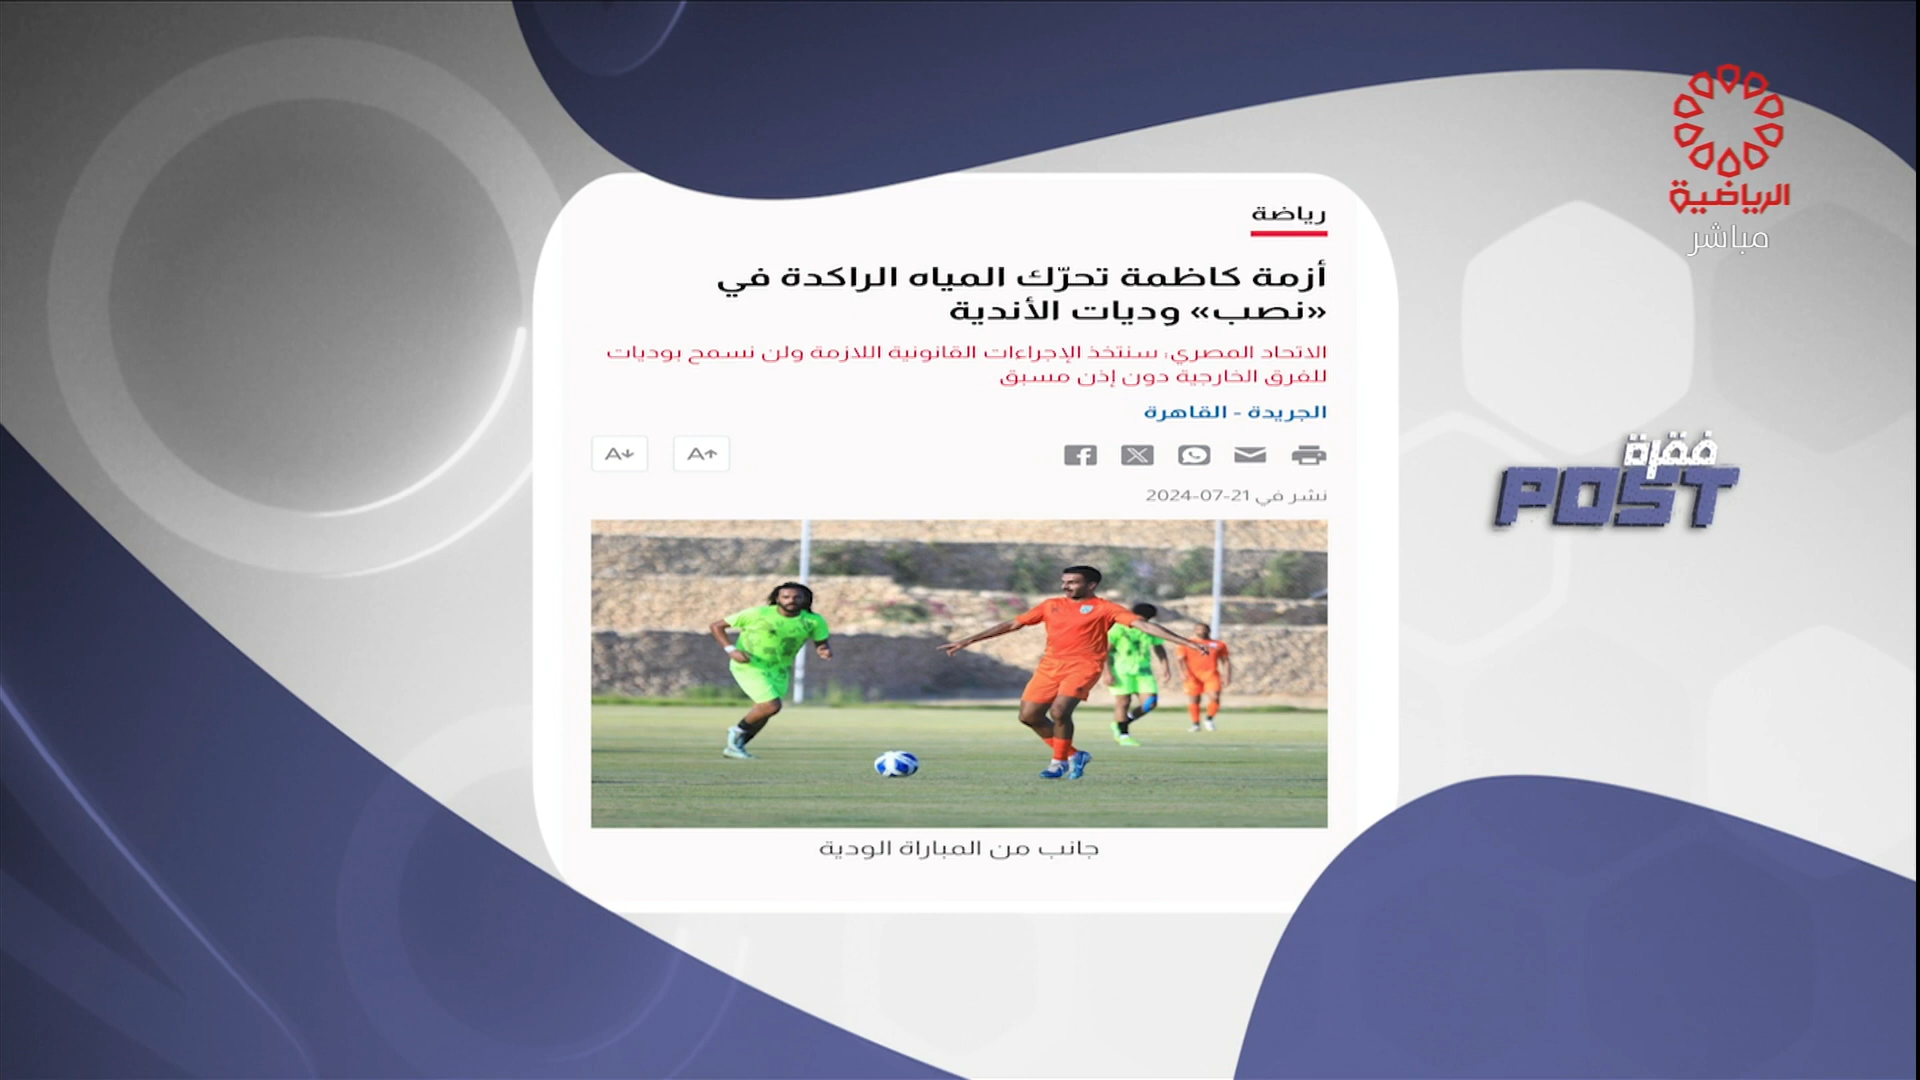 الرياضية
مباشر
رياضة
أزمة كاظمة تحرّك المياه الراكدة في
«نصب» وديات الأندية
الاتحاد المصري: سنتخذ الإجراءات القانونية اللازمة ولن نسمح بوديات
للفرق الخارجية دون إذن مسبق
الجريدة - القاهرة
A↓ A↑
نشر في 21-07-2024
جانب من المباراة الودية
فقرة
POST